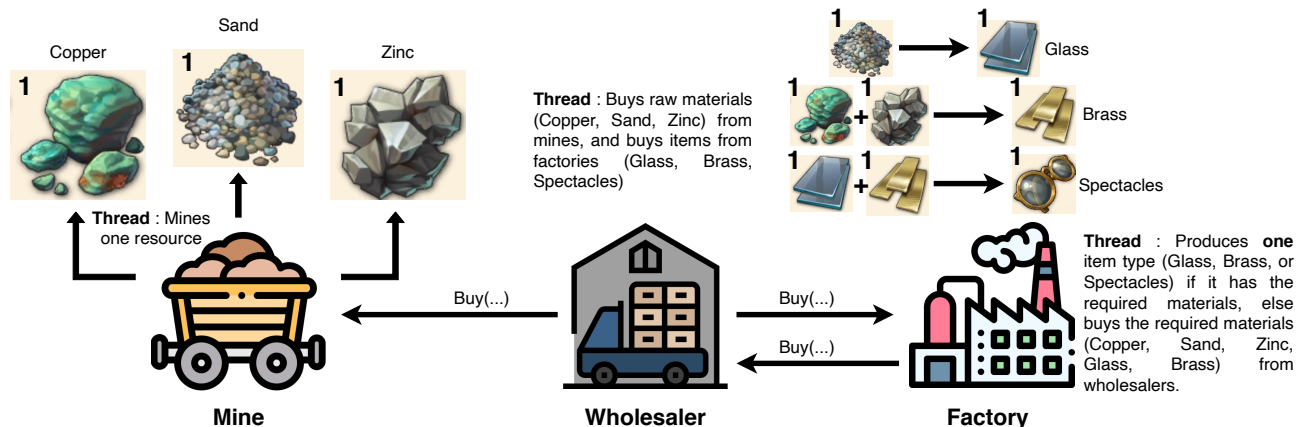 Sand
Copper
Zinc
1
1
1
Thread : Mines
one resource
Mine
Thread : Buys raw materials
(Copper, Sand, Zinc) from
mines, and buys items from
factories (Glass, Brass,
Spectacles)
Buy(...)
Buy(...)
Buy(...)
Wholesaler
1 1 Glass
1 + 1 1 Brass
1 + 1 1 Spectacles
Thread : Produces one
item type (Glass, Brass, or
Spectacles) if it has the
required materials, else
buys the required materials
(Copper, Sand, Zinc,
Glass, Brass) from
wholesalers.
Factory